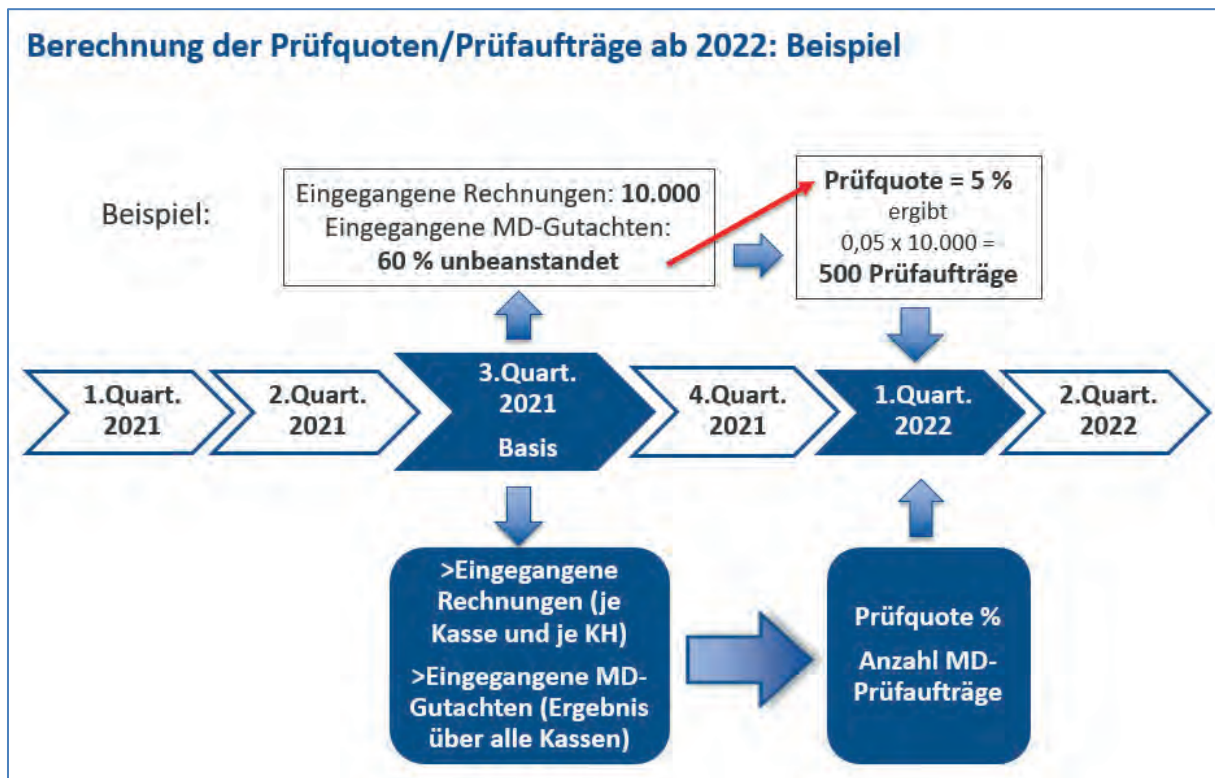 Berechnung der Prüfquoten/Prüfaufträge ab 2022: Beispiel
Beispiel:
Eingegangene Rechnungen: 10.000
Eingegangene MD-Gutachten:
60 % unbeanstandet
Prüfquote = 5 %
ergibt
0,05 x 10.000 =
500 Prüfaufträge
1.Quart.
2021
2.Quart.
2021
3.Quart.
2021
Basis
4.Quart.
2021
1.Quart.
2022
2.Quart.
2022
>Eingegangene
Rechnungen (je
Kasse und je KH)
>Eingegangene MD-
Gutachten (Ergebnis
über alle Kassen)
Prüfquote %
Anzahl MD-
Prüfaufträge